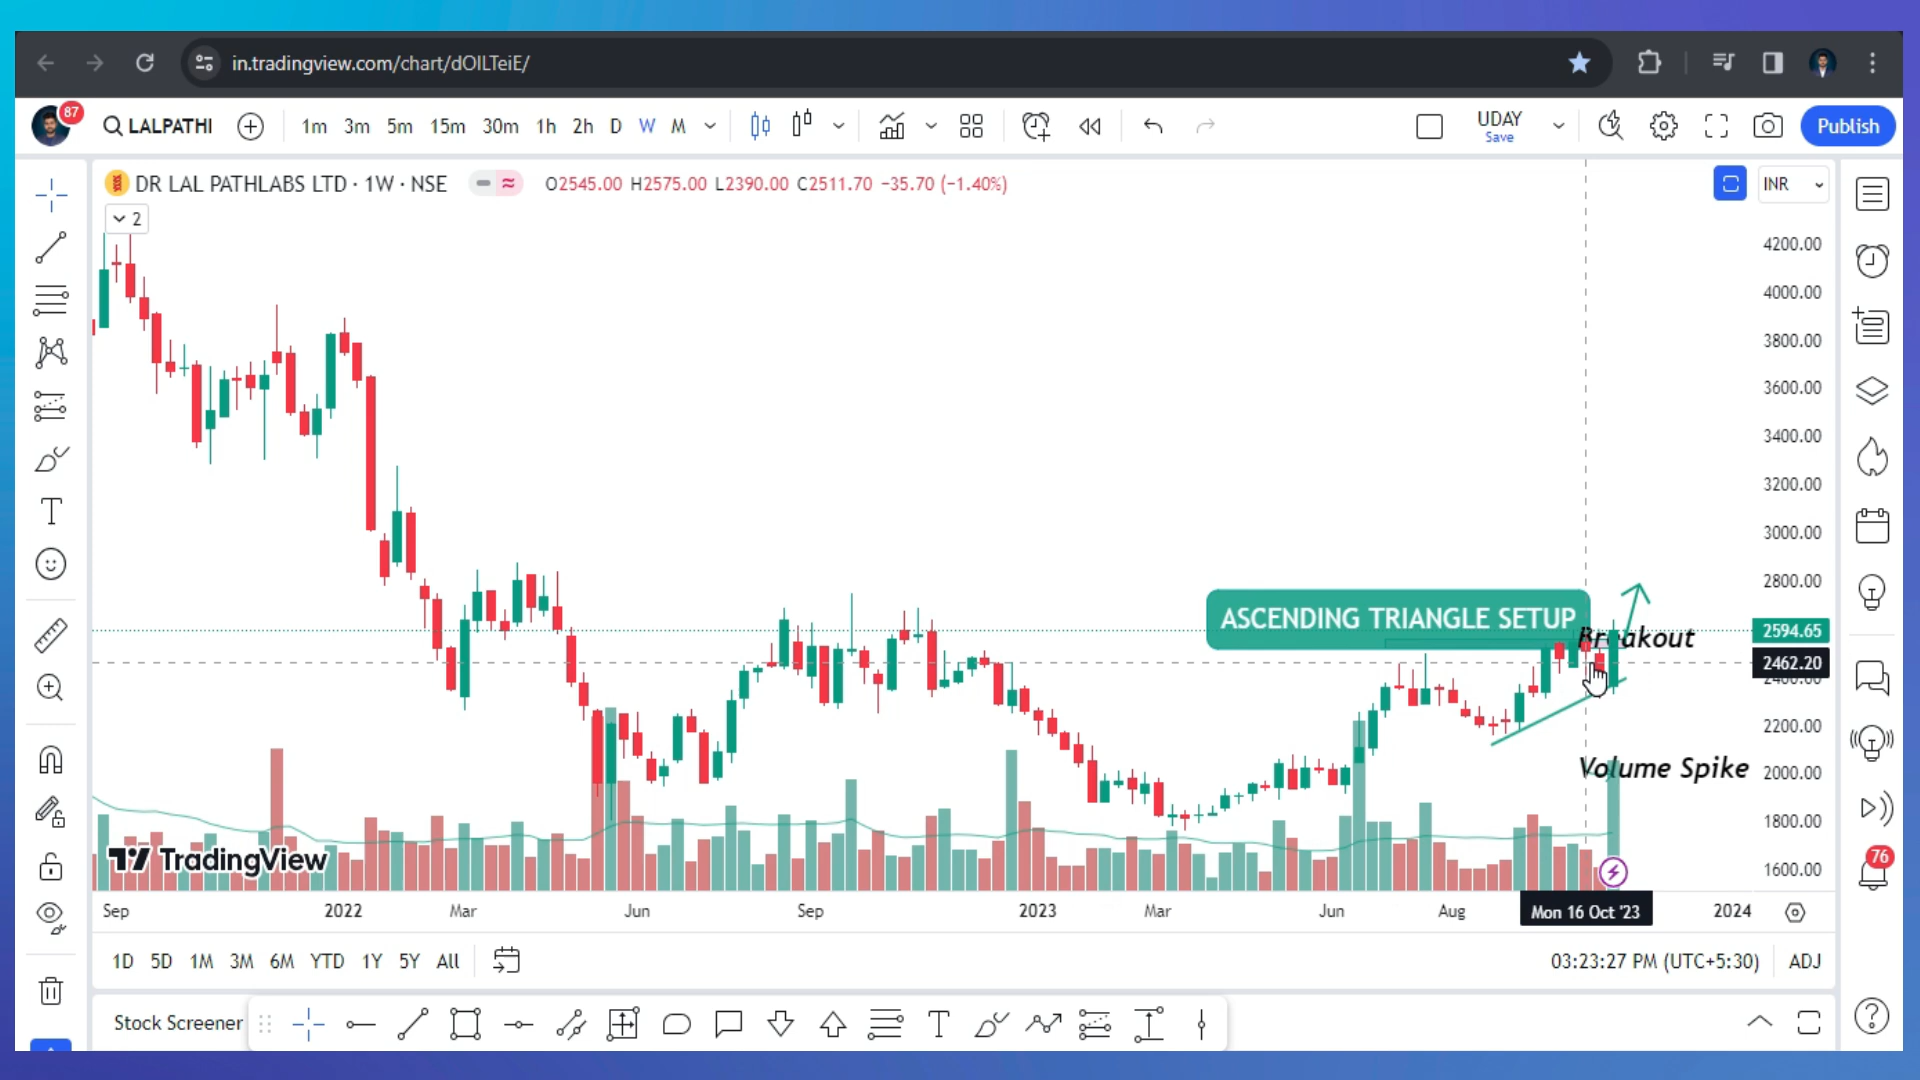 in.tradingview.com/chart/dOILTeiE/
87
LALPATHI 1m 3m 5m 15m 30m 1h 2h D W M UDAY Save Publish
DR LAL PATHLABS LTD · 1W · NSE O2545.00 H2575.00 L2390.00 C2511.70 −35.70 (−1.40%)
INR
2
4200.00
4000.00
3800.00
3600.00
3400.00
3200.00
3000.00
2800.00
ASCENDING TRIANGLE SETUP
Breakout
2594.65
2462.20
2400.00
2200.00
Volume Spike
2000.00
1800.00
1600.00
TradingView
76
Sep 2022 Mar Jun Sep 2023 Mar Jun Aug Mon 16 Oct '23 2024
1D 5D 1M 3M 6M YTD 1Y 5Y All 03:23:27 PM (UTC+5:30) ADJ
Stock Screener